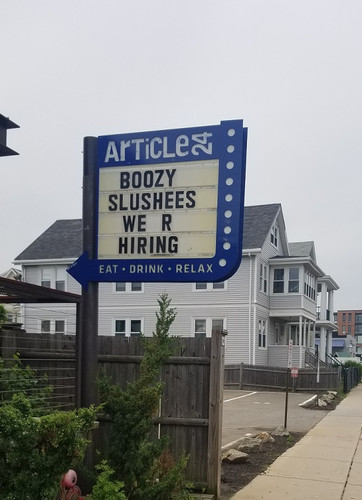 ArTicLe 24
BOOZY
SLUSHEES
WE R
HIRING
EAT • DRINK • RELAX